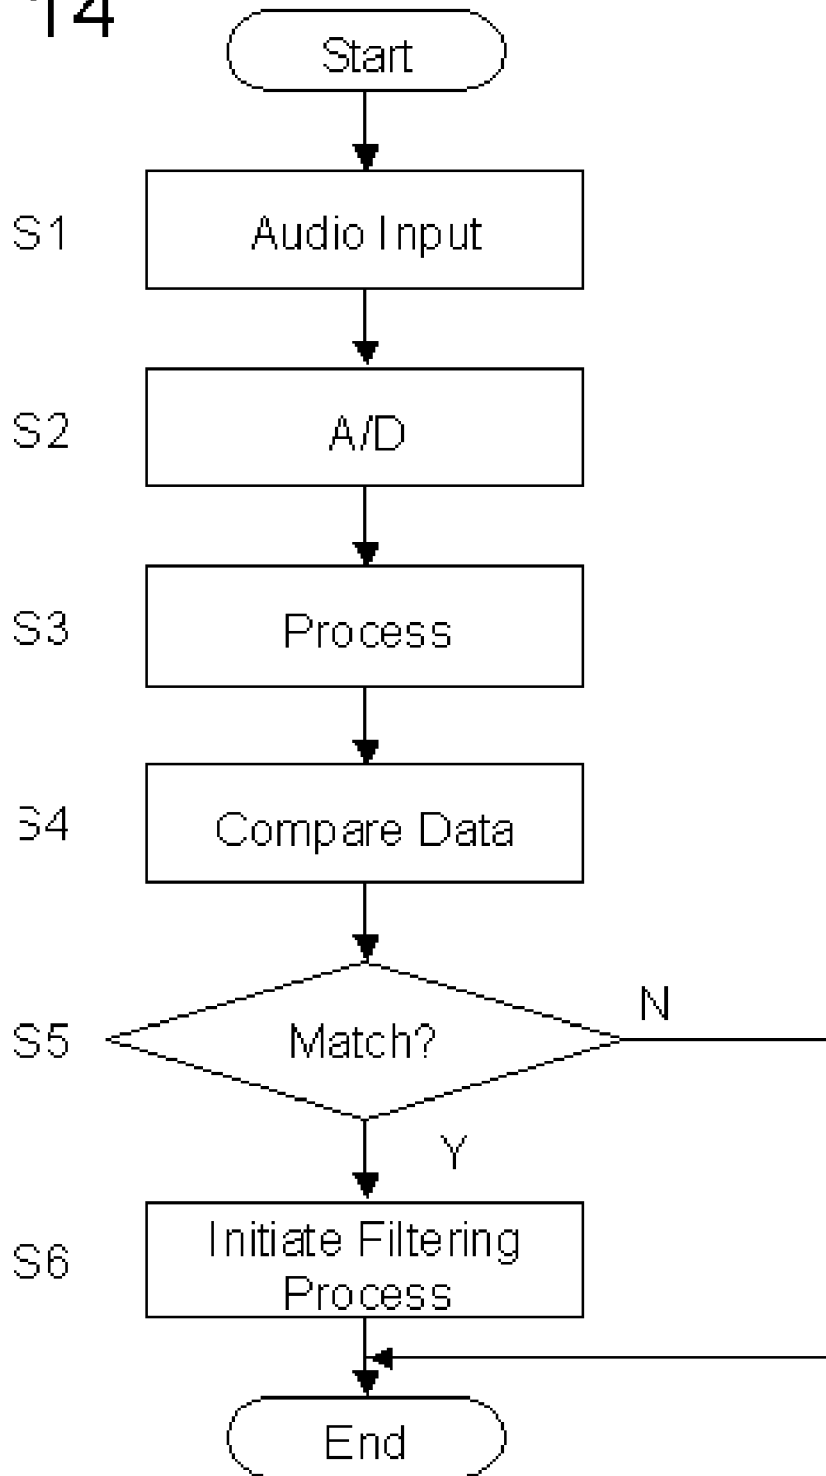 14
Start
S1
Audio Input
S2
A/D
S3
Process
S4
Compare Data
S5
Match?
N
Y
S6
Initiate Filtering
Process
End